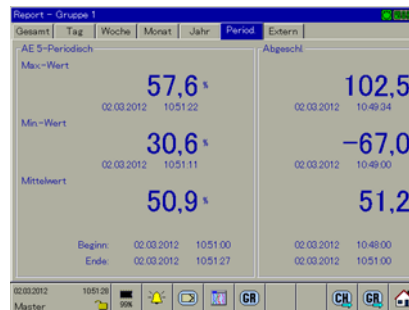 Report - Gruppe 1
Gesamt Tag Woche Monat Jahr Period. Extern
AE 5-Periodisch Abgeschl.
Max-Wert
57,6 % 102,5
02.03.2012 10:51:22 02.03.2012 10:49:34
Min.-Wert
30,6 % -67,0
02.03.2012 10:51:11 02.03.2012 10:49:00
Mittelwert
50,9 % 51,2
Beginn: 02.03.2012 10:51:00 02.03.2012 10:48:00
Ende: 02.03.2012 10:51:27 02.03.2012 10:51:00
02.03.2012 10:51:28
Master 99% GR CH GR